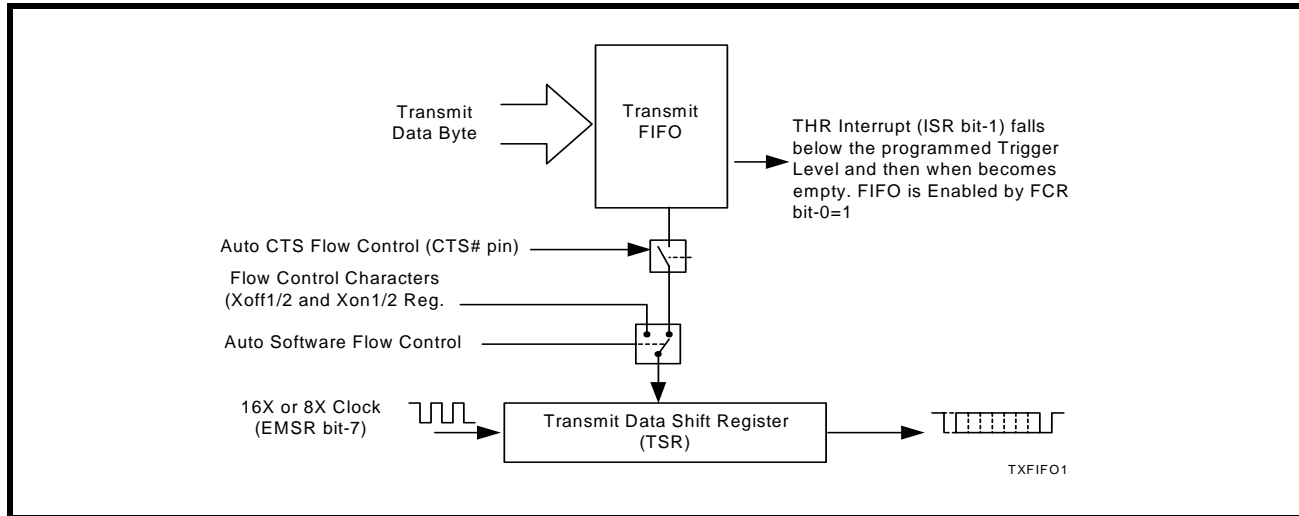 Transmit
Data Byte
Transmit
FIFO
THR Interrupt (ISR bit-1) falls
below the programmed Trigger
Level and then when becomes
empty. FIFO is Enabled by FCR
bit-0=1
Auto CTS Flow Control (CTS# pin)
Flow Control Characters
(Xoff1/2 and Xon1/2 Reg.
Auto Software Flow Control
16X or 8X Clock
(EMSR bit-7)
Transmit Data Shift Register
(TSR)
TXFIFO1